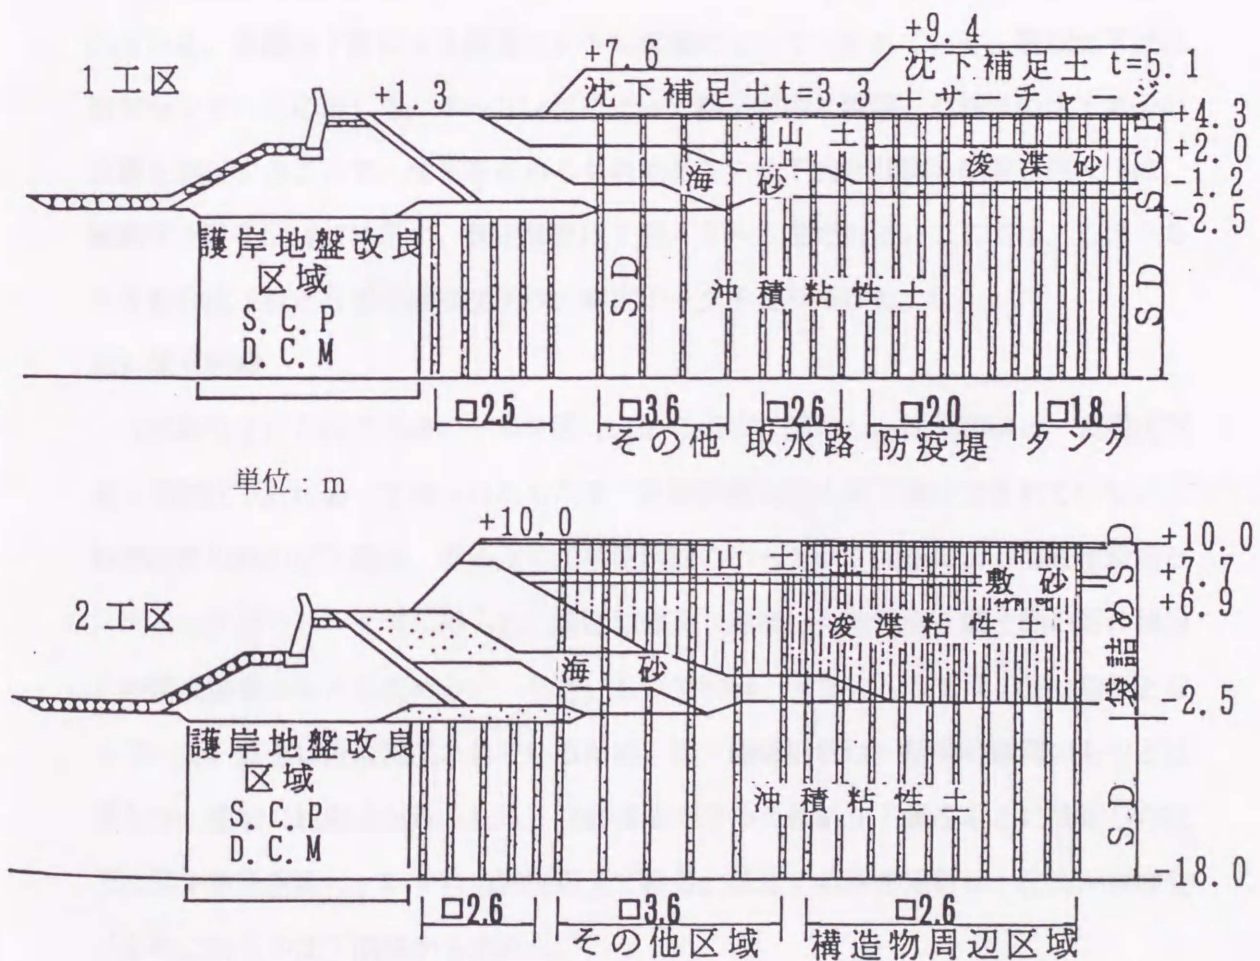 +9.4
+7.6
沈下補足土 t=5.1
1工区
沈下補足土t=3.3
+サーチャージ
+1.3
+4.3
山土
+2.0
浚渫砂
海砂
-1.2
-2.5
護岸地盤改良
区域
S.C.P
D.C.M
SD
沖積粘性土
SD
□2.5
□3.6
□2.6
□2.0
□1.8
その他
取水路
防疫堤
タンク
単位：m
+10.0
+10.0
山土
+7.7
敷砂
2工区
+6.9
浚渫粘性土
海砂
袋詰めSD
-2.5
護岸地盤改良
区域
S.C.P
D.C.M
沖積粘性土
SD
-18.0
□2.6
□3.6
□2.6
その他区域
構造物周辺区域